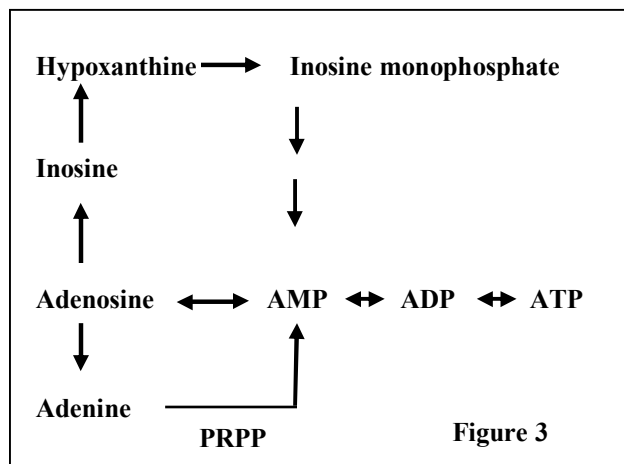 Hypoxanthine Inosine monophosphate
Inosine
Adenosine AMP ADP ATP
Adenine
PRPP Figure 3